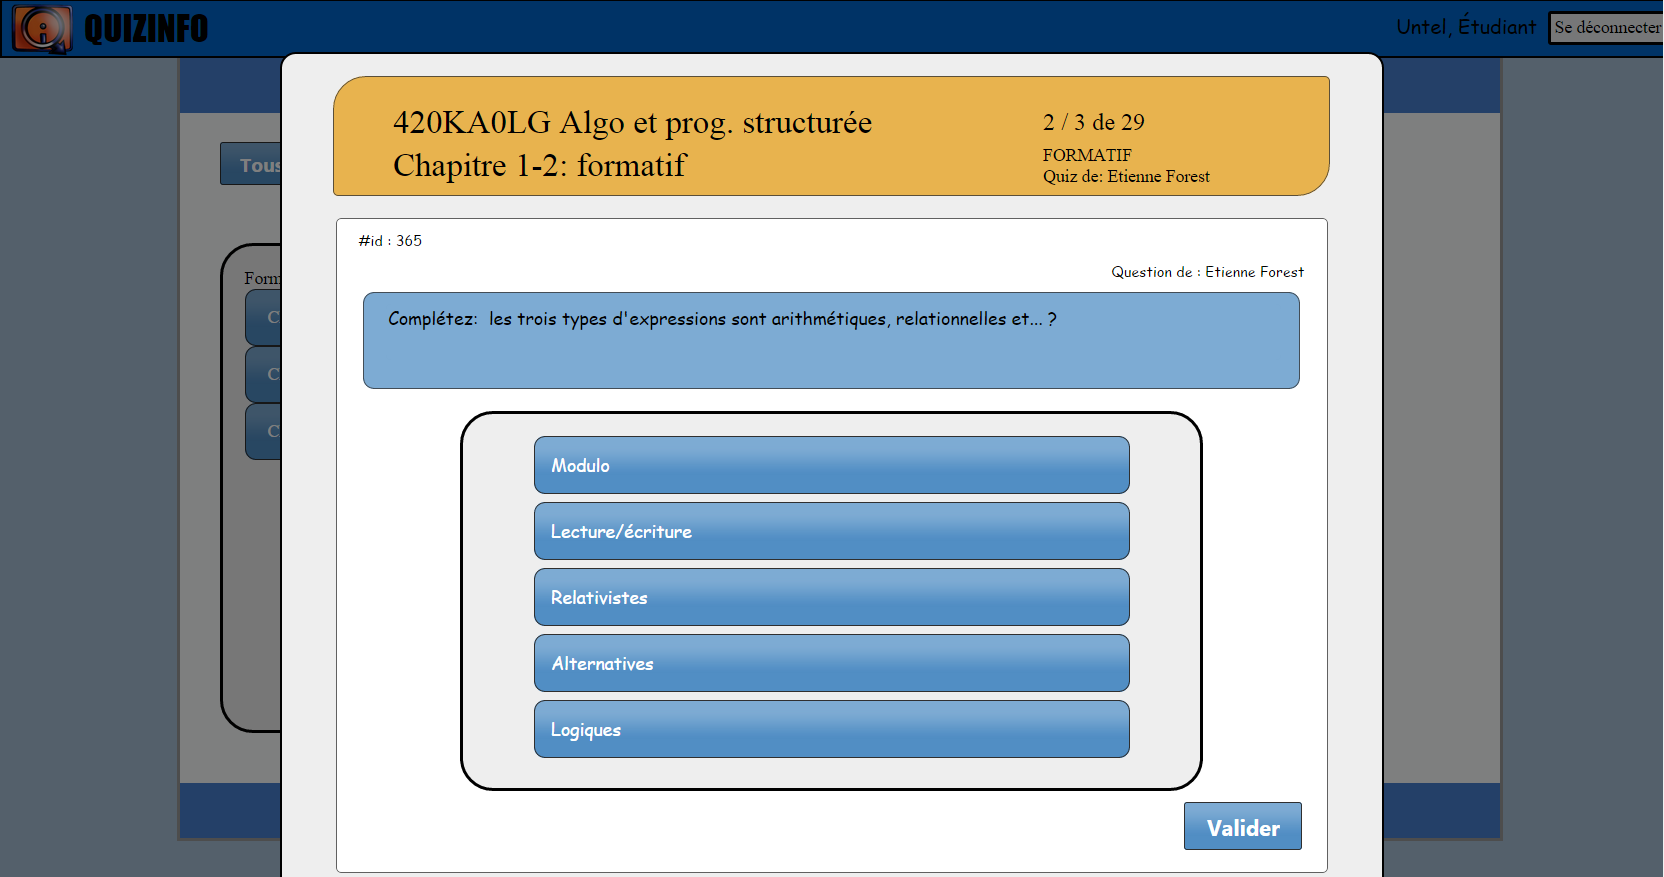 QUIZINFO
Untel, Étudiant
Se déconnecter
Tous
420KA0LG Algo et prog. structurée
Chapitre 1-2: formatif
2 / 3 de 29
FORMATIF
Quiz de: Etienne Forest
#id : 365
Question de : Etienne Forest
Form
C
C
C
Complétez: les trois types d'expressions sont arithmétiques, relationnelles et... ?
Modulo
Lecture/écriture
Relativistes
Alternatives
Logiques
Valider